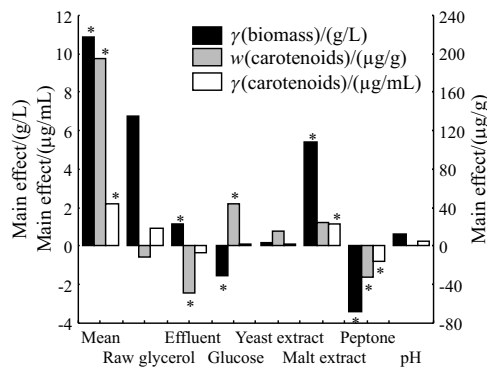 12
10
8
6
4
2
0
-2
-4
Main effect/(g/L)
Main effect/(µg/mL)
γ(biomass)/(g/L)
w(carotenoids)/(µg/g)
γ(carotenoids)/(µg/mL)
240
200
160
120
80
40
0
-40
-80
Main effect/(µg/g)
* * * * * * * * * * *
Mean Effluent Yeast extract Peptone
Raw glycerol Glucose Malt extract pH